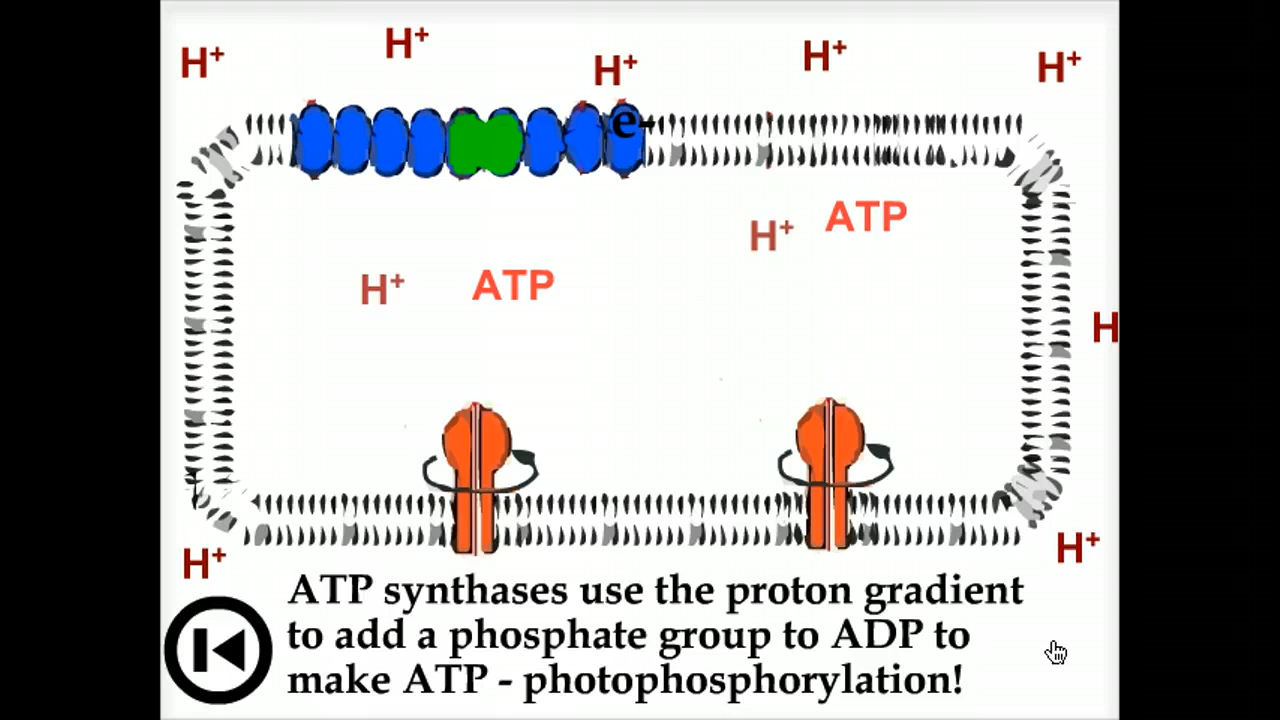 H⁺ H⁺ H⁺ H⁺ H⁺
e-
H⁺ ATP
H⁺ ATP
H
H⁺ H⁺
ATP synthases use the proton gradient
to add a phosphate group to ADP to
make ATP - photophosphorylation!